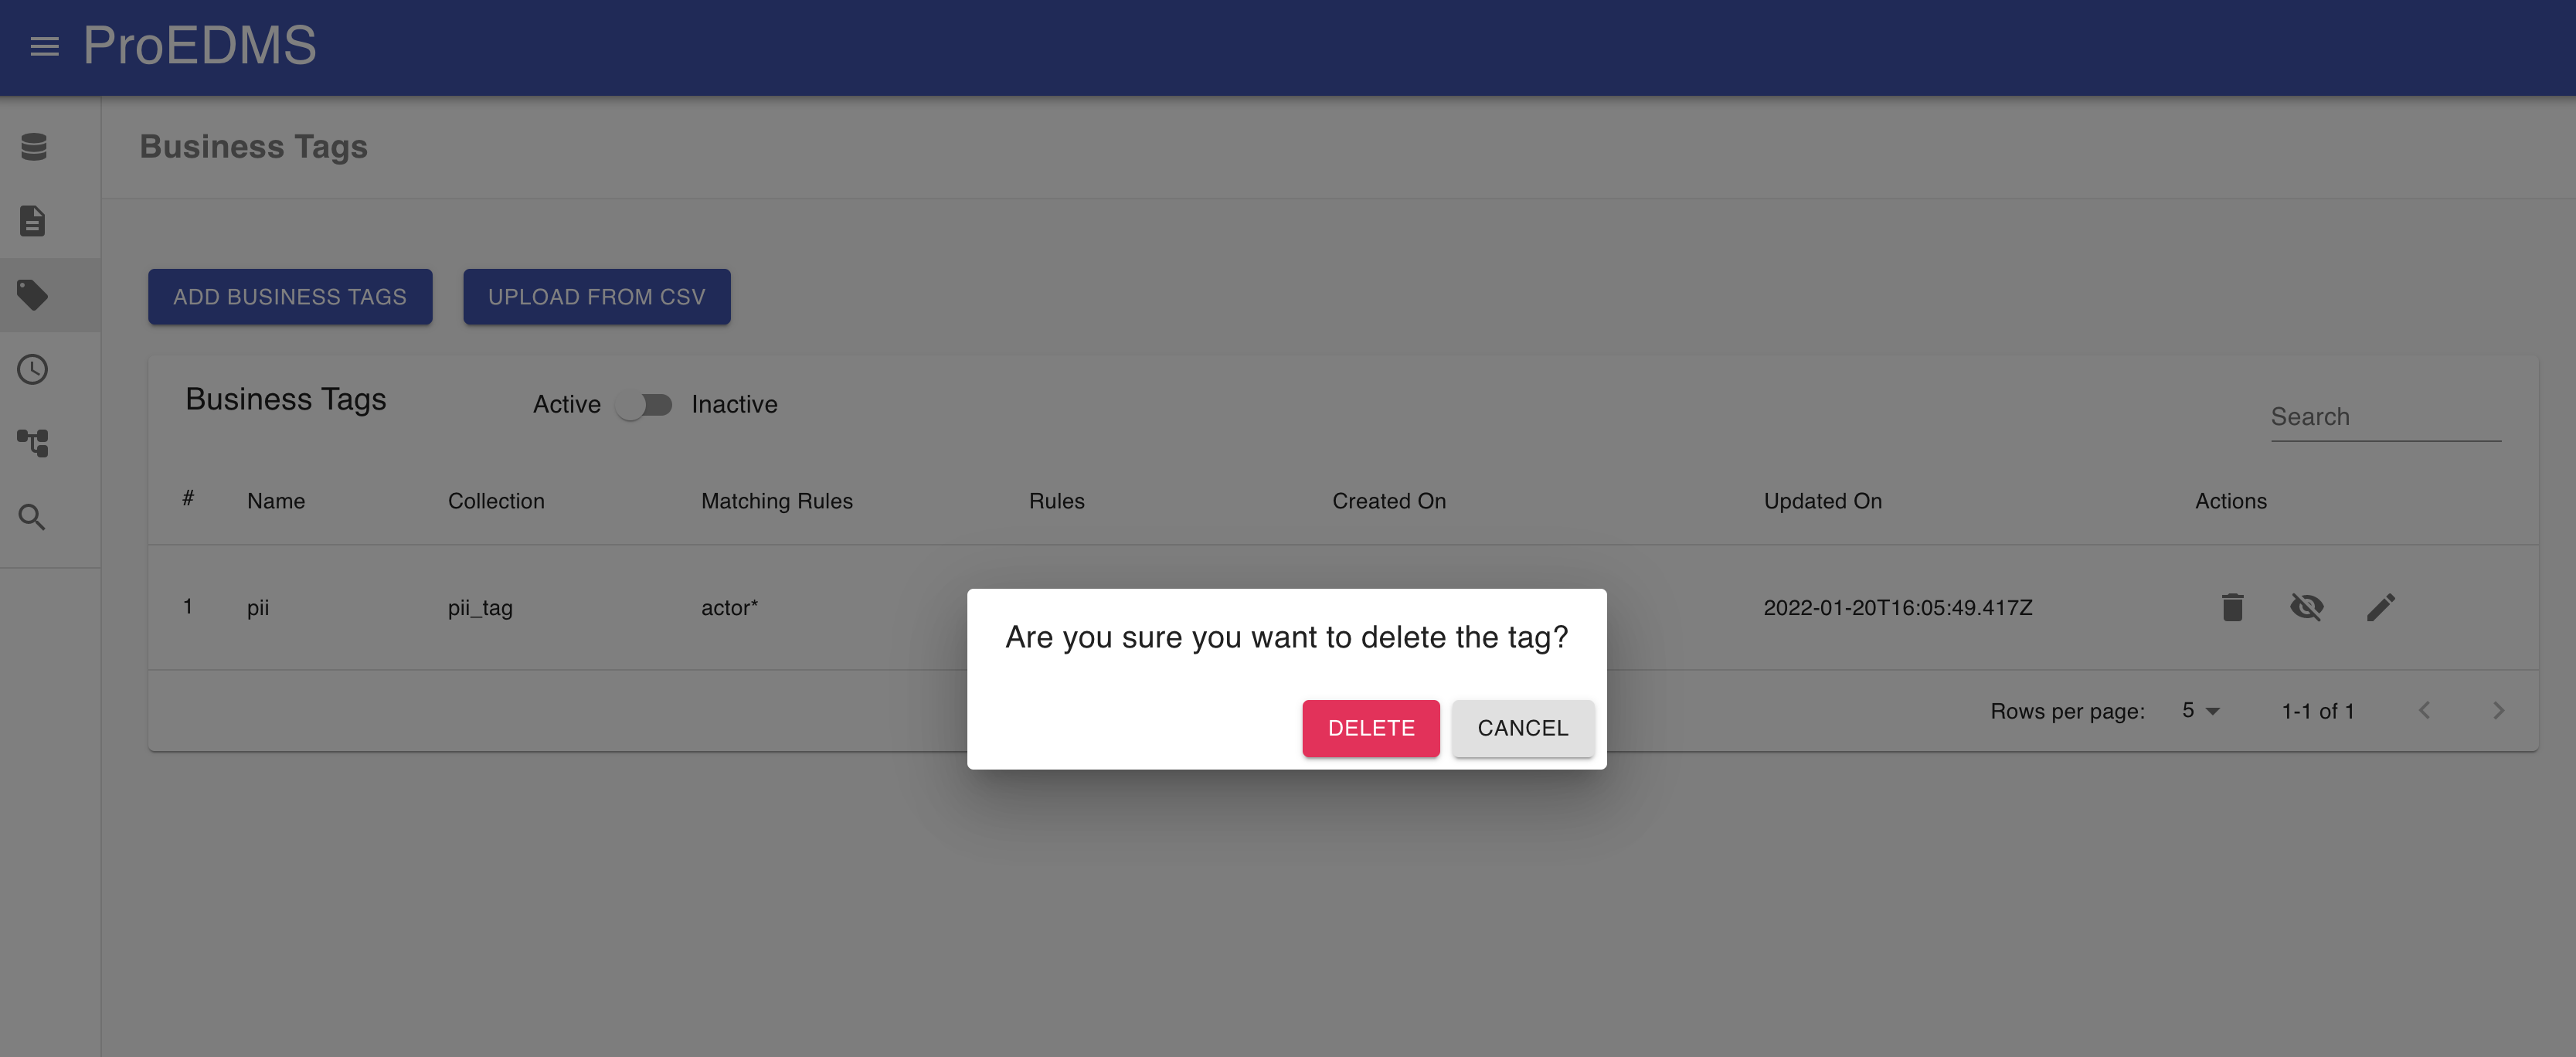 ProEDMS
Business Tags
ADD BUSINESS TAGS UPLOAD FROM CSV
Business Tags Active Inactive
Search
# Name Collection Matching Rules Rules Created On Updated On Actions
1 pii pii_tag actor* 2022-01-20T16:05:49.417Z
Are you sure you want to delete the tag?
DELETE CANCEL
Rows per page: 5 1-1 of 1